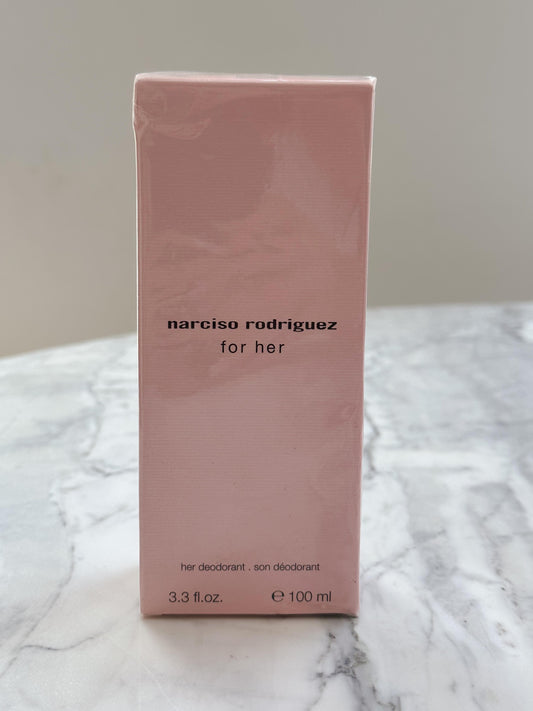 narciso rodriguez
for her
her deodorant . son déodorant
3.3 fl.oz. ℮ 100 ml